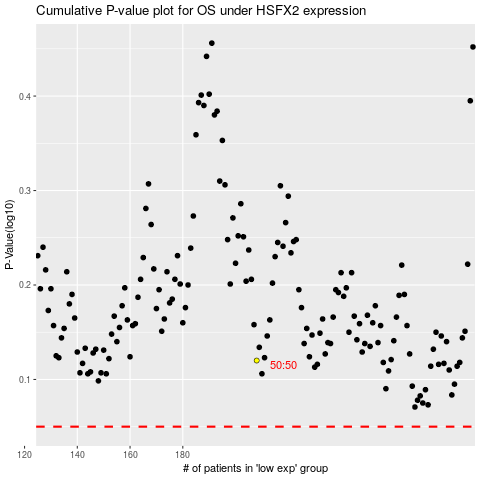 Cumulative P-value plot for OS under HSFX2 expression
P-Value(log10)
0.4
0.3
0.2
0.1
50:50
120 140 160 180
# of patients in 'low exp' group